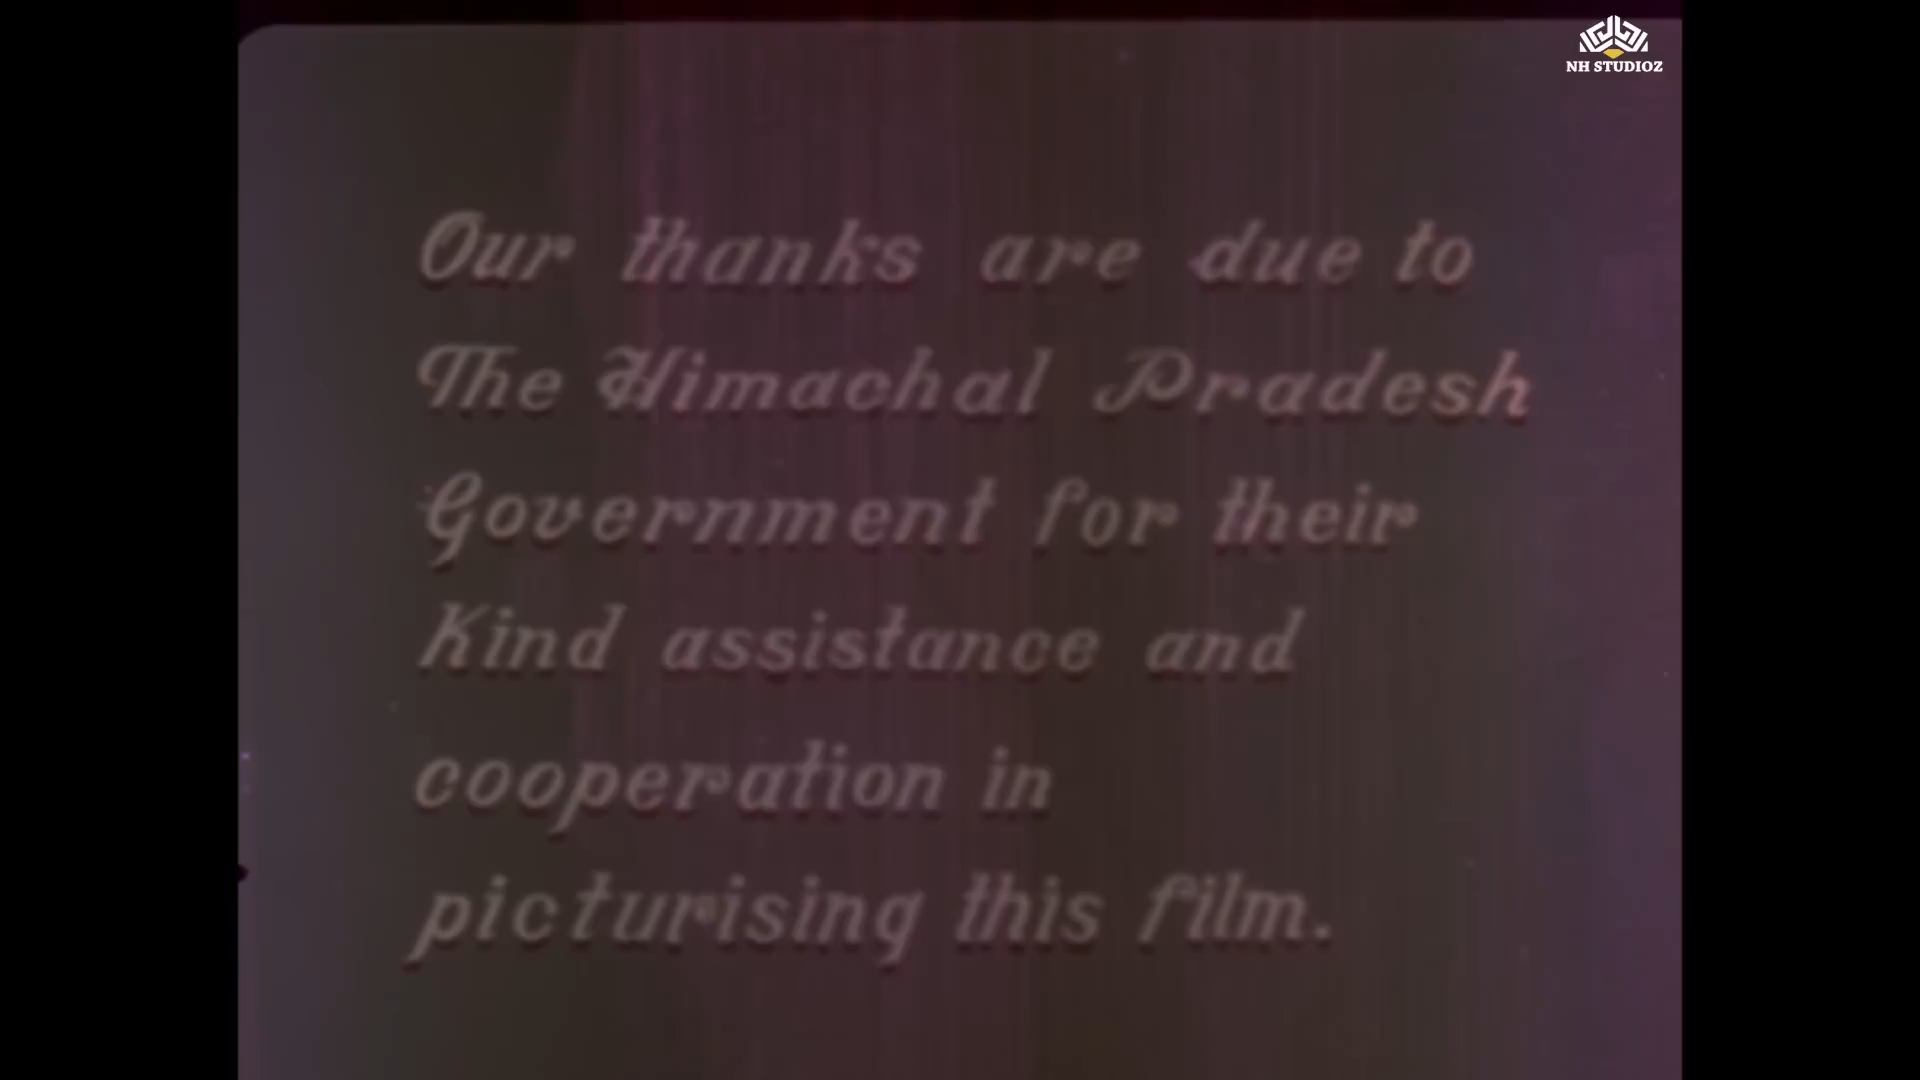 NH STUDIOZ
Our thanks are due to
The Himachal Pradesh
Government for their
Kind assistance and
cooperation in
picturising this film.